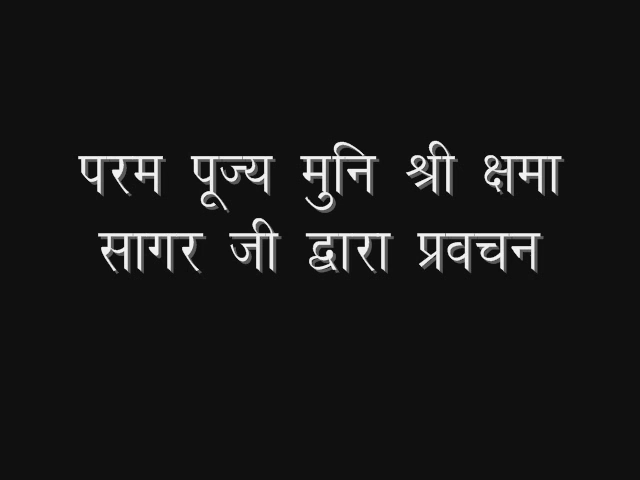 परम पूज्य मुनि श्री क्षमा
सागर जी द्वारा प्रवचन